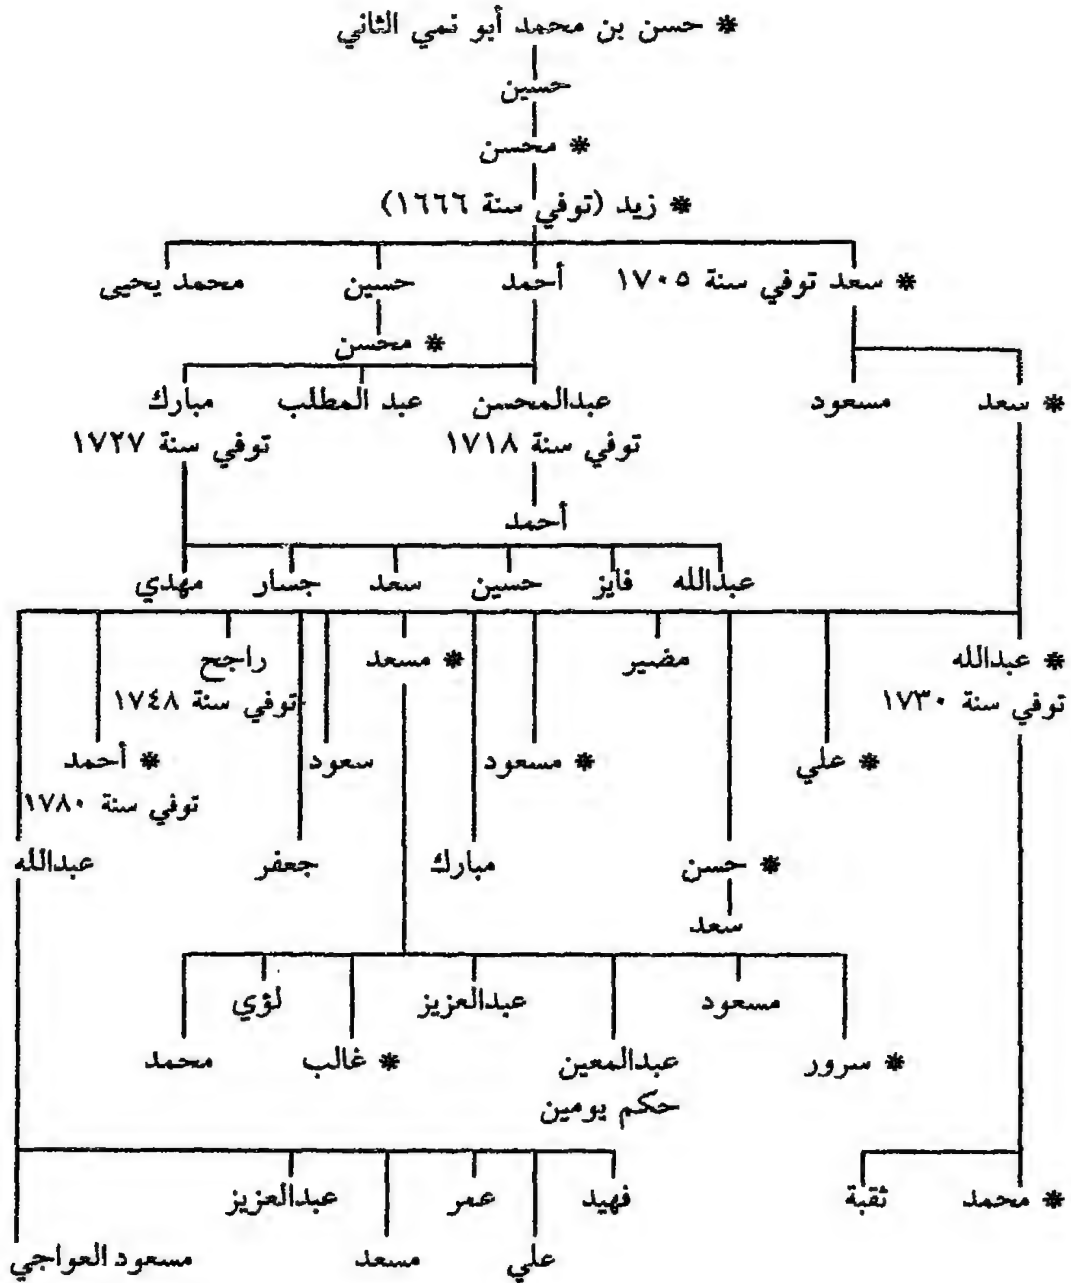 * حسن بن محمد أبو نمي الثاني
حسين
* محسن
* زيد (توفي سنة ١٦٦٦)
* سعد توفي سنة ١٧٠٥ أحمد حسين محمد يحيى
* محسن
* سعد مسعود عبدالمحسن عبد المطلب مبارك
توفي سنة ١٧١٨ توفي سنة ١٧٢٧
أحمد
عبدالله فايز حسين سعد جسار مهدي
* عبدالله مضير * مسعد راجح
توفي سنة ١٧٣٠ توفي سنة ١٧٤٨
* علي * مسعود سعود * أحمد
توفي سنة ١٧٨٠
* حسن مبارك جعفر عبدالله
سعد
مسعود عبدالعزيز لؤي
* سرور عبدالمعين * غالب محمد
حكم يومين
* محمد ثقبة فهيد عمر عبدالعزيز
علي مسعد مسعود العواجي